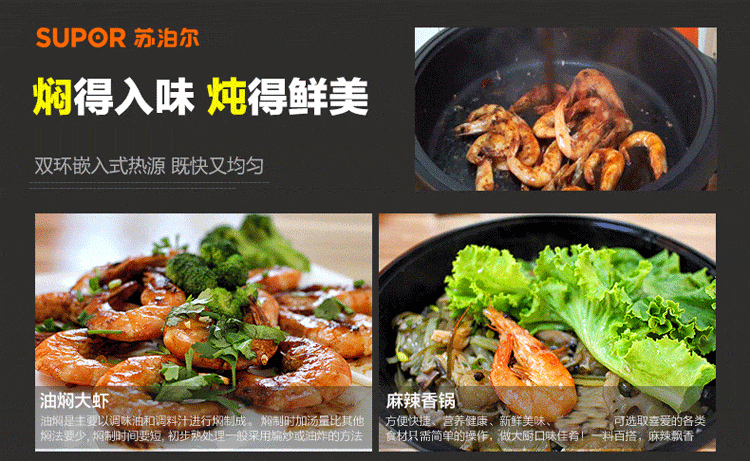 SUPOR 苏泊尔
焖得入味 炖得鲜美
双环嵌入式热源 既快又均匀
油焖大虾
油焖是主要以调味油和调料汁进行焖制成。 焖制时加汤量比其他
焖法要少, 焖制时间要短, 初步熟处理一般采用煸炒或油炸的方法
麻辣香锅
方便快捷、营养健康、新鲜美味、 可选取喜爱的各类
食材只需简单的操作，做大厨口味佳肴！一料百搭，麻辣飘香